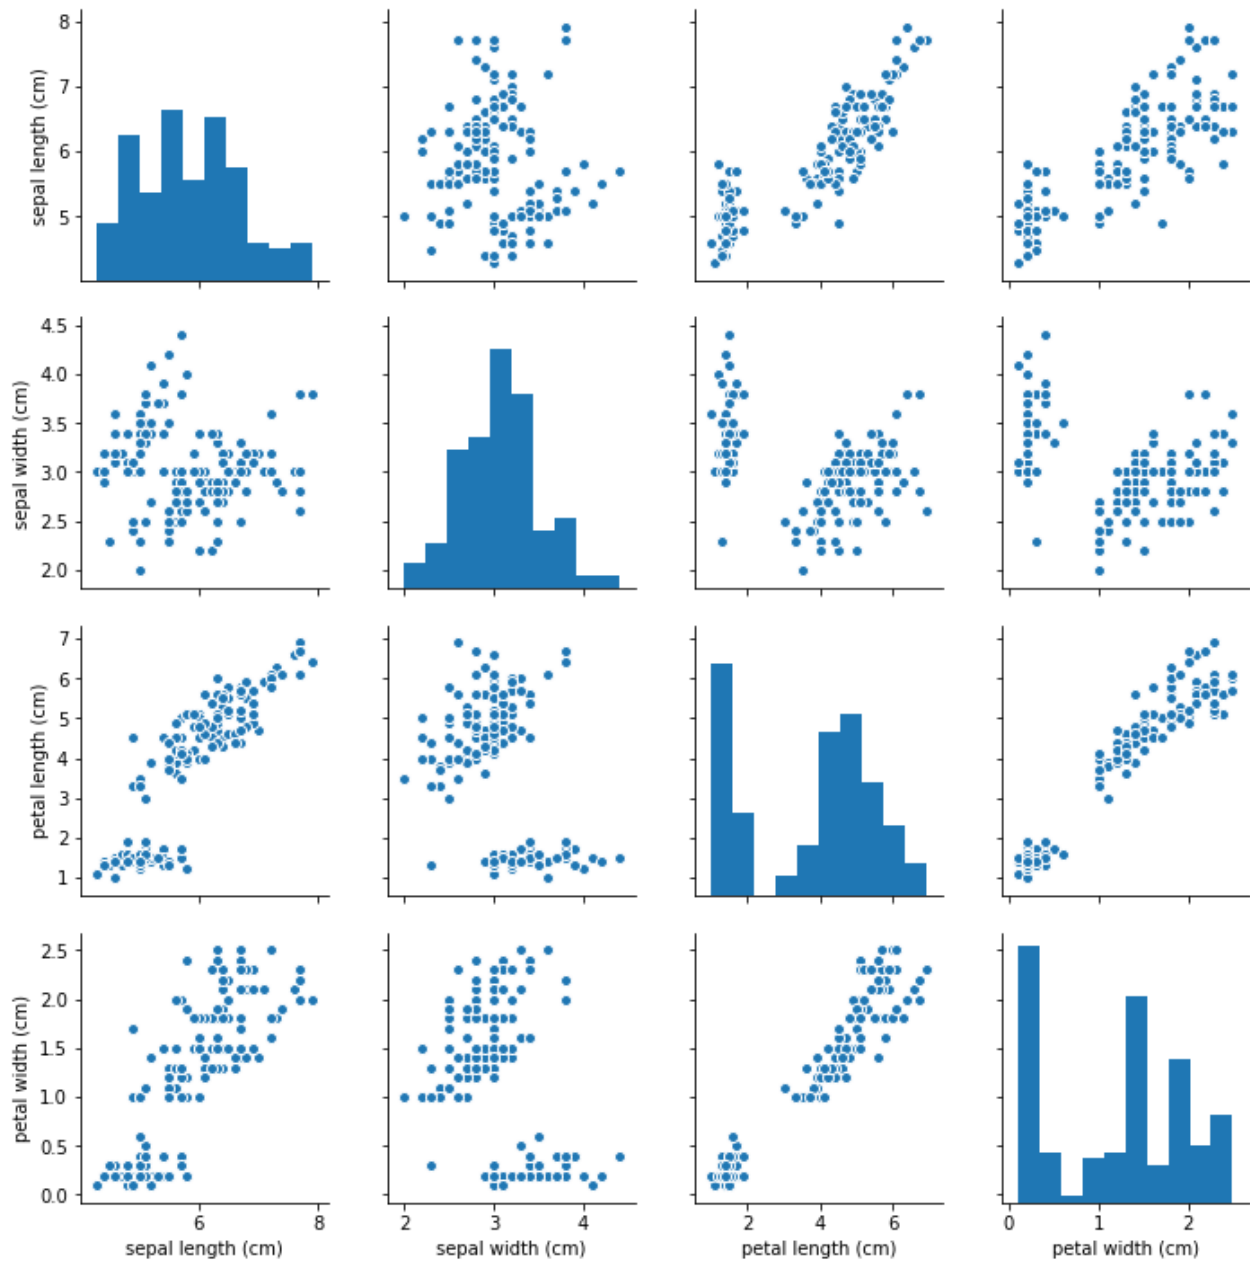 8
7
6
5
sepal length (cm)
4.5
4.0
3.5
3.0
2.5
2.0
sepal width (cm)
7
6
5
4
3
2
1
petal length (cm)
2.5
2.0
1.5
1.0
0.5
0.0
petal width (cm)
6 8
sepal length (cm)
2 3 4
sepal width (cm)
2 4 6
petal length (cm)
0 1 2
petal width (cm)